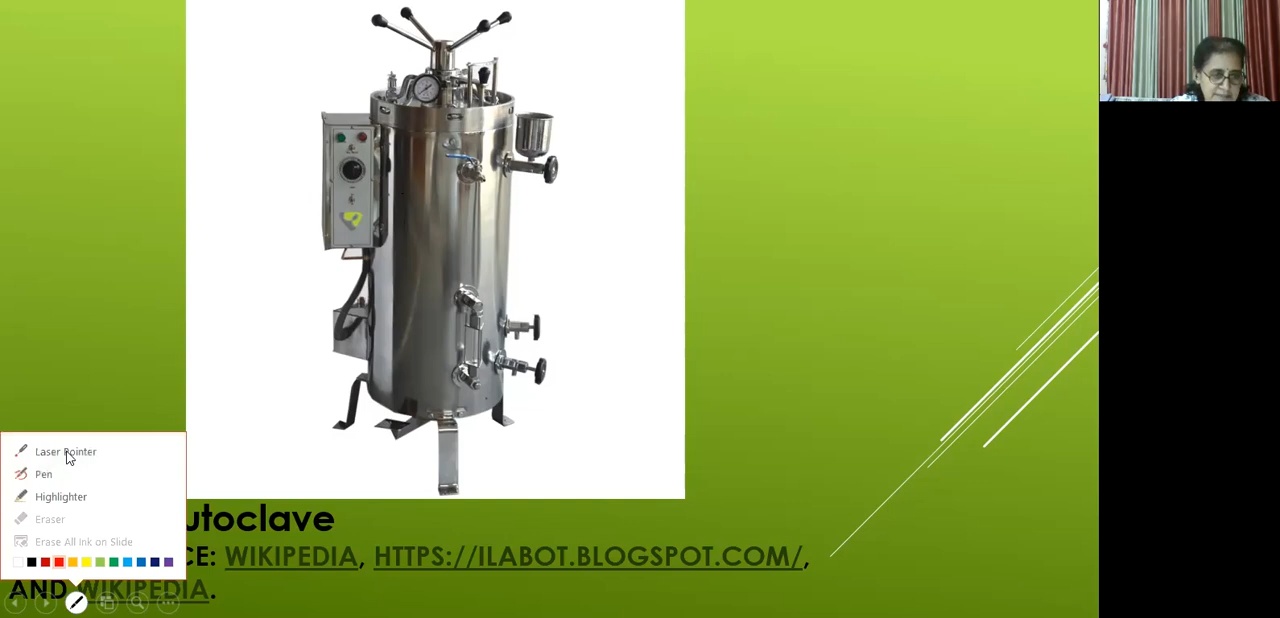 Laser Pointer
Pen
Highlighter
Eraser
Erase All Ink on Slide
utoclave
CE: WIKIPEDIA, HTTPS://ILABOT.BLOGSPOT.COM/,
AND WIKIPEDIA.